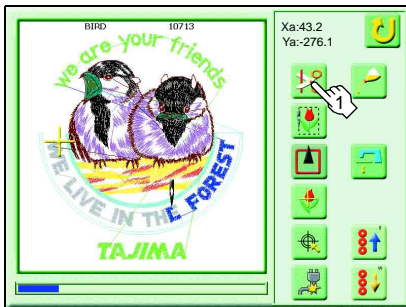 BIRD 10713
Xa:43.2
Ya:-276.1
we are your friends
WE LIVE IN THE FOREST
TAJIMA
1